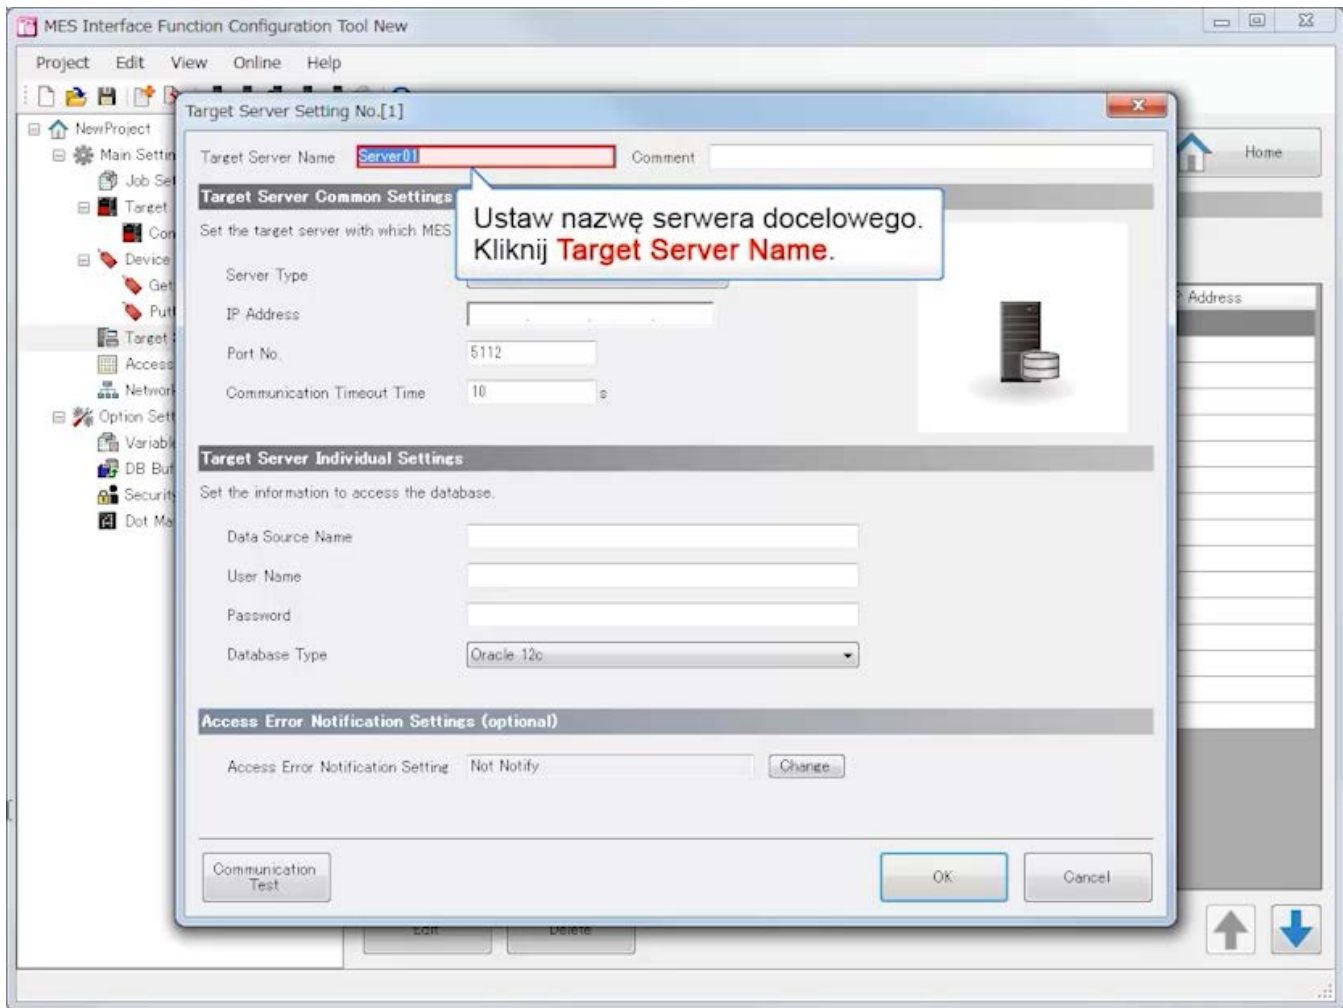 MES Interface Function Configuration Tool New
Project Edit View Online Help
Target Server Setting No.[1]
NewProject
Main Settin
Job Set
Target
Con
Device
Get
Put
Target
Access
Network
Option Sett
Variable
DB Buf
Security
Dot Ma
Target Server Name Server01 Comment
Home
Target Server Common Settings
Set the target server with which MES
Ustaw nazwę serwera docelowego.
Kliknij Target Server Name.
Server Type
IP Address
Port No. 5112
Communication Timeout Time 10 s
Address
Target Server Individual Settings
Set the information to access the database.
Data Source Name
User Name
Password
Database Type Oracle 12c
Access Error Notification Settings (optional)
Access Error Notification Setting Not Notify Change
Communication
Test
OK Cancel
Edit Delete